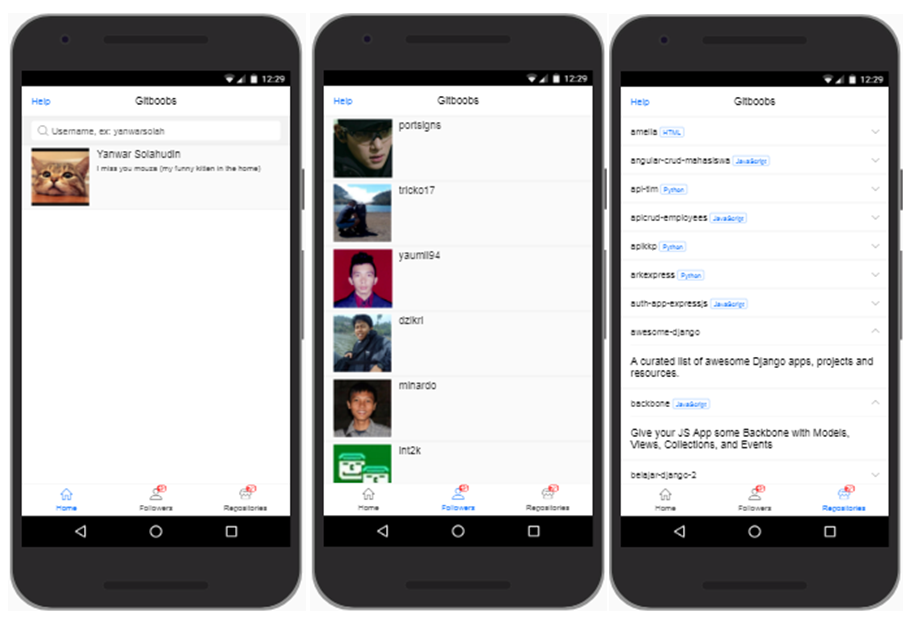 12:29
Help
Gitboobs
Username, ex: yanwarsolah
Yanwar Solahudin
I miss you mouza (my funny kitten in the home)
Home
Followers
Repositories
12:29
Help
Gitboobs
portsigns
tricko17
yaumil94
dzikri
minardo
int2k
Home
Followers
Repositories
12:29
Help
Gitboobs
amelia HTML
angular-crud-mahasiswa JavaScript
api-tim Python
apicrud-employees JavaScript
apikkp Python
arkexpress Python
auth-app-expressjs JavaScript
awesome-django
A curated list of awesome Django apps, projects and
resources.
backbone JavaScript
Give your JS App some Backbone with Models,
Views, Collections, and Events
belajar-django-2
Home
Followers
Repositories